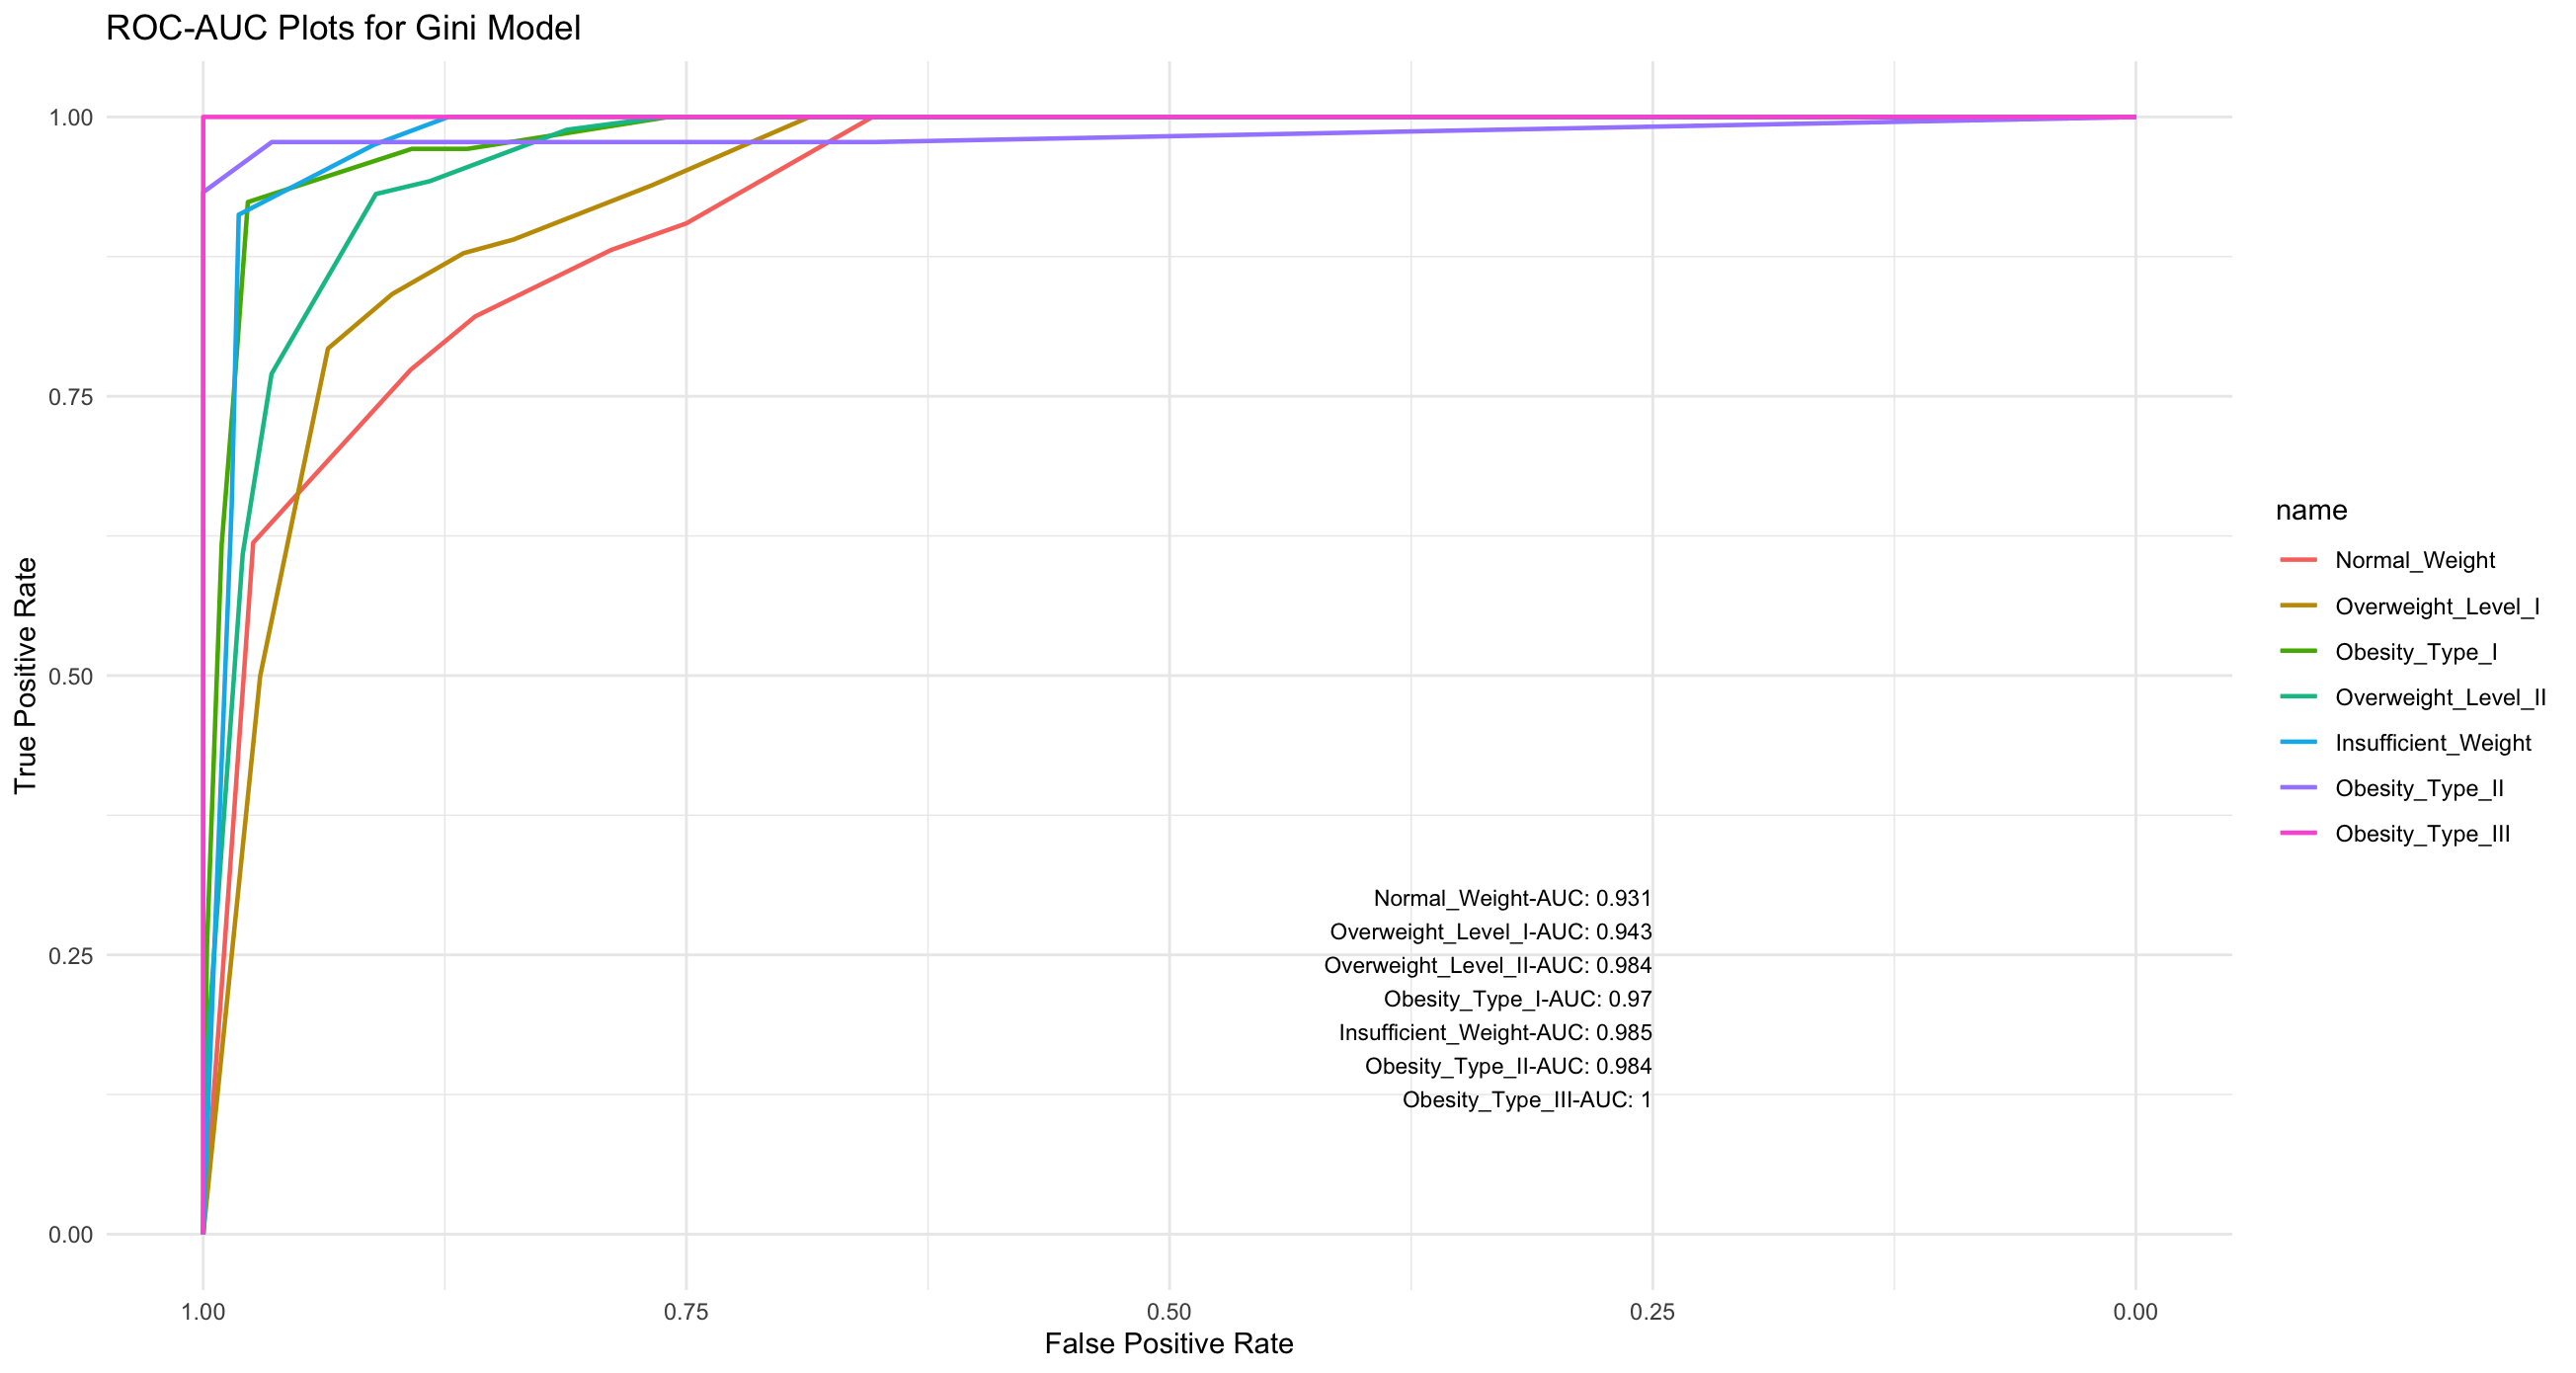 ROC-AUC Plots for Gini Model
1.00
0.75
0.50
0.25
0.00
True Positive Rate
1.00
0.75
0.50
0.25
0.00
False Positive Rate
Normal_Weight-AUC: 0.931
Overweight_Level_I-AUC: 0.943
Overweight_Level_II-AUC: 0.984
Obesity_Type_I-AUC: 0.97
Insufficient_Weight-AUC: 0.985
Obesity_Type_II-AUC: 0.984
Obesity_Type_III-AUC: 1
name
Normal_Weight
Overweight_Level_I
Obesity_Type_I
Overweight_Level_II
Insufficient_Weight
Obesity_Type_II
Obesity_Type_III